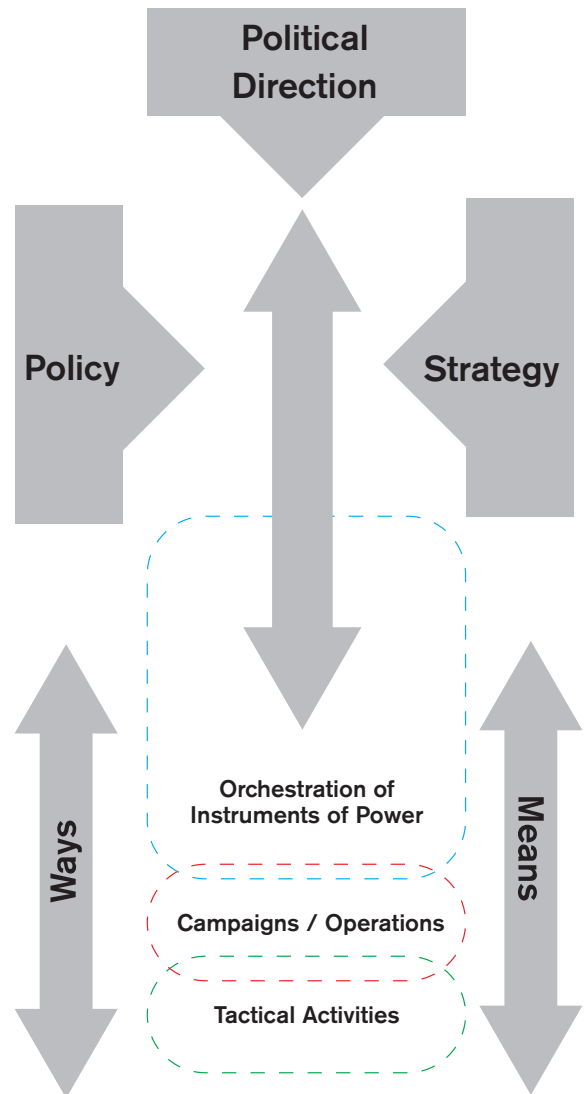 Political
Direction
Policy
Strategy
Orchestration of
Instruments of Power
Ways
Means
Campaigns / Operations
Tactical Activities